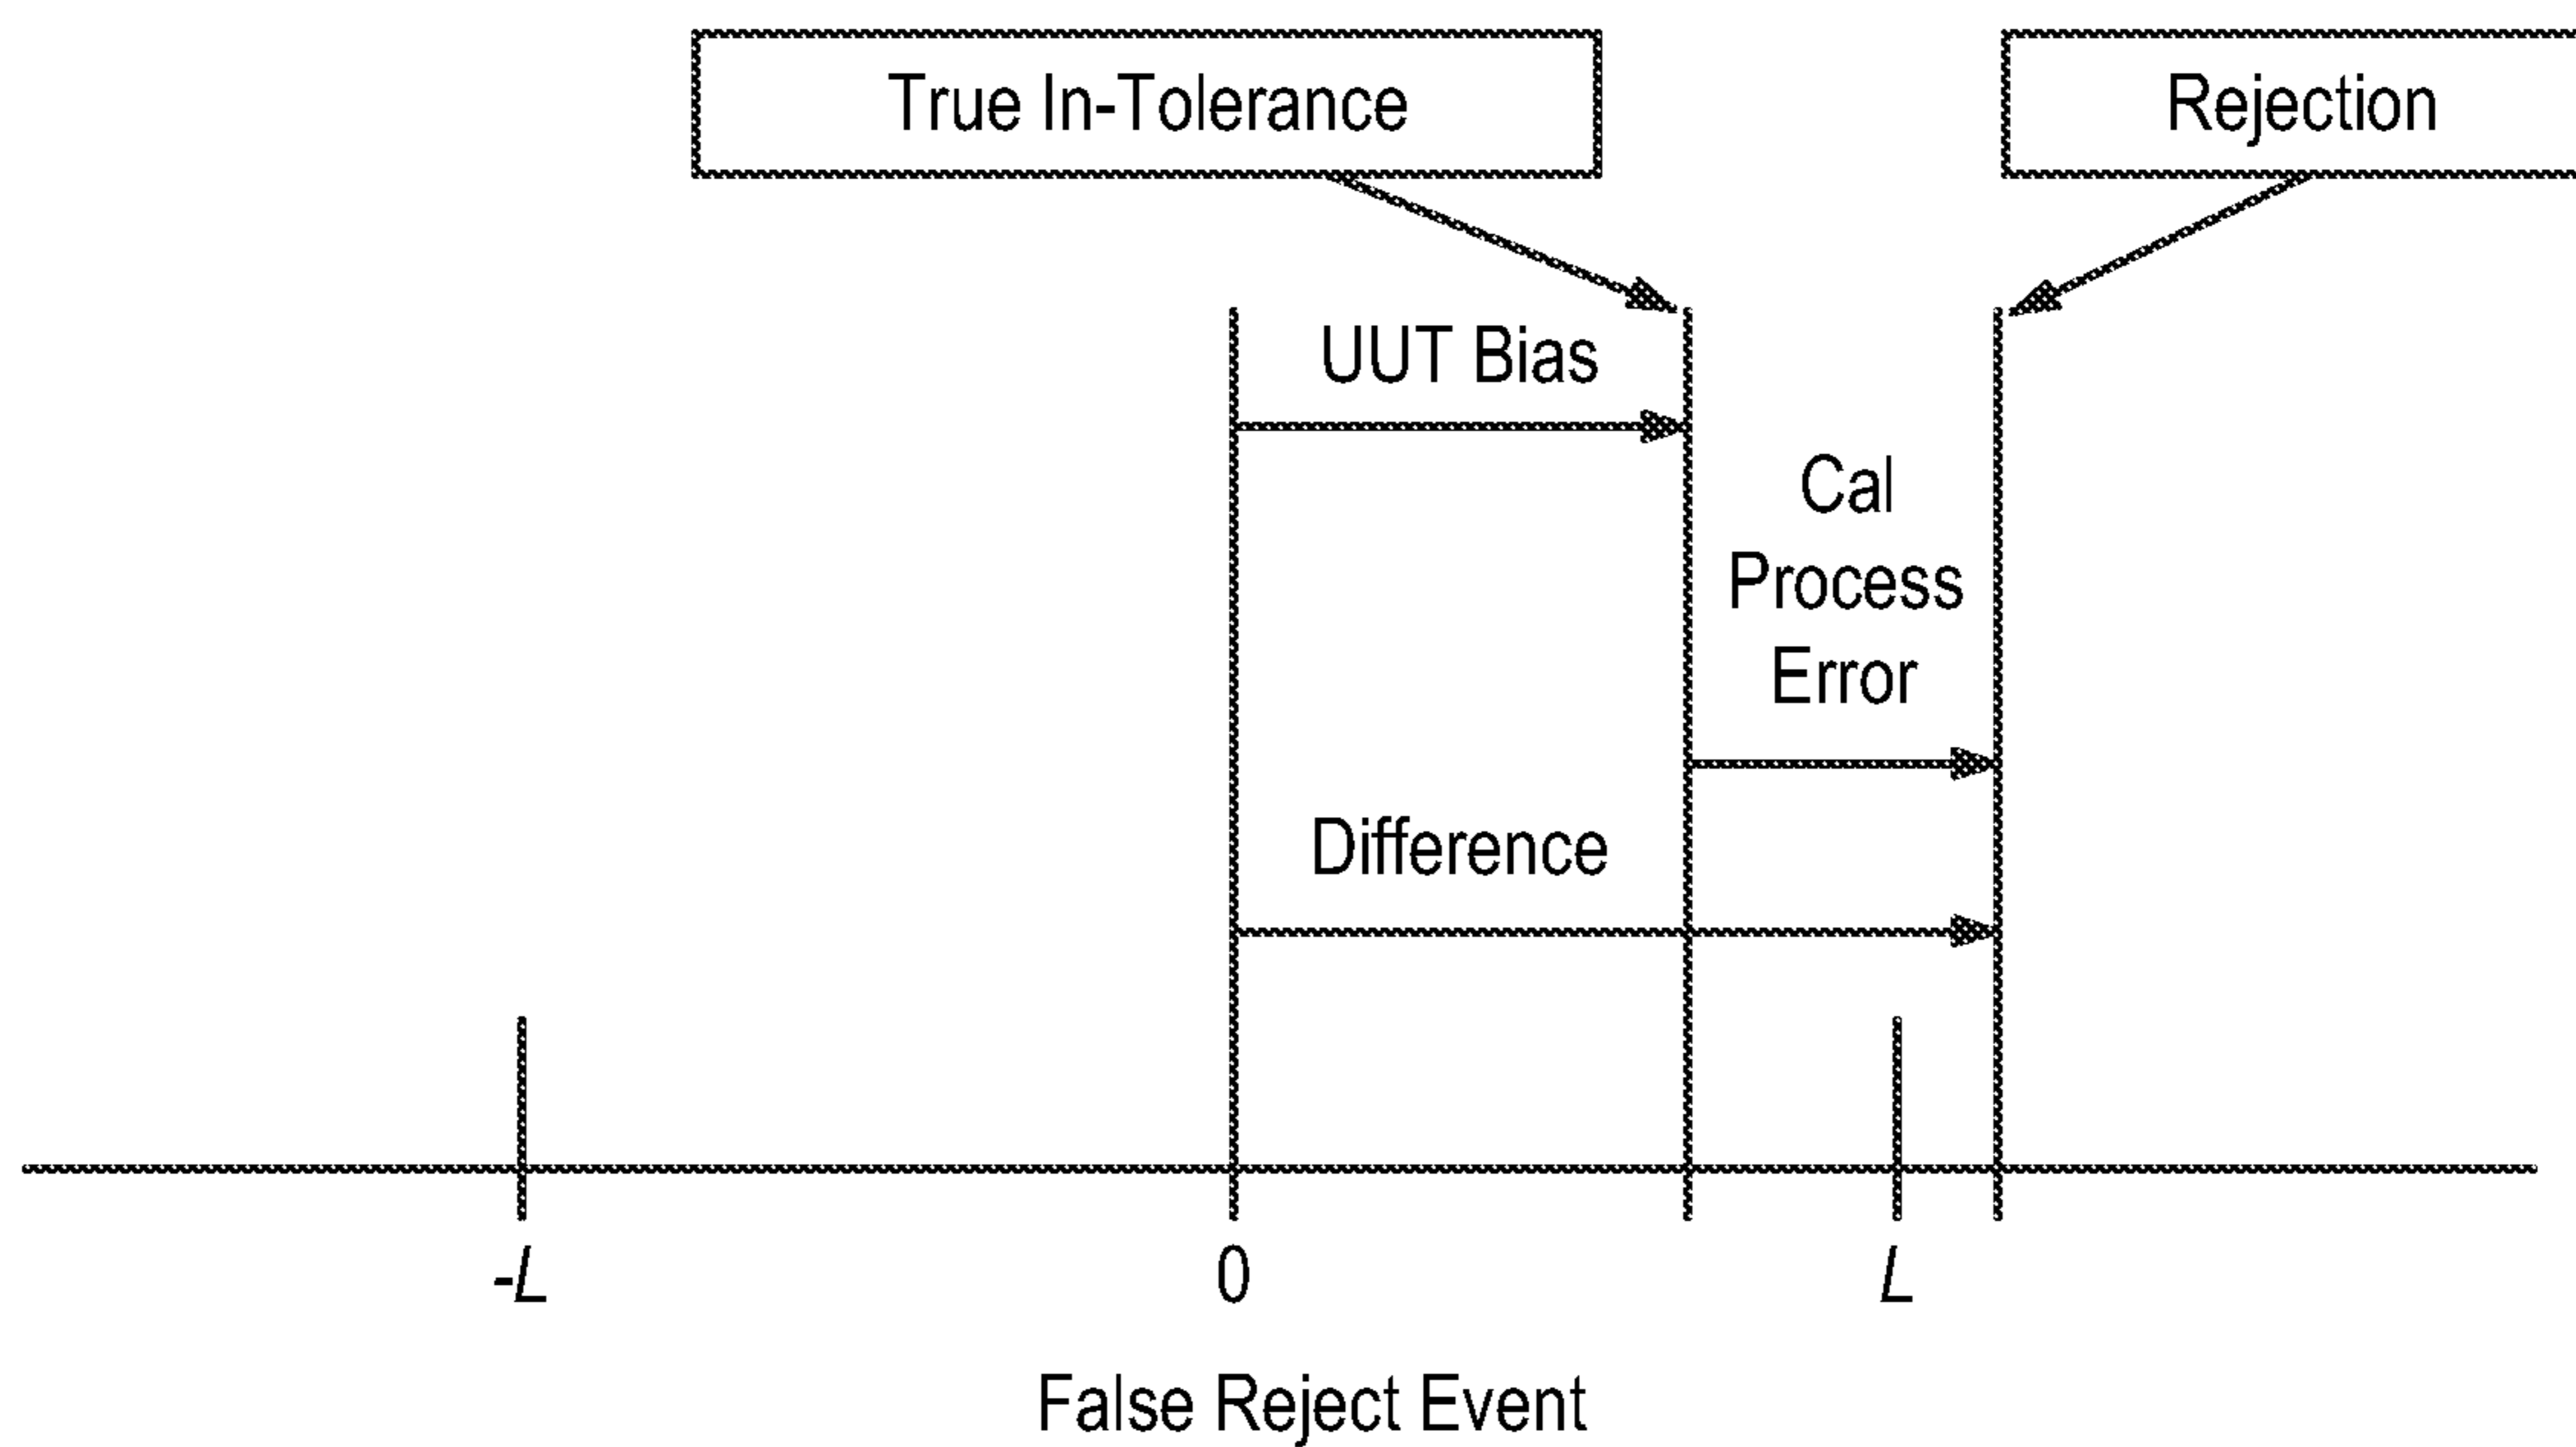 True In-Tolerance
Rejection
UUT Bias
Cal
Process
Error
Difference
-L
0
L
False Reject Event